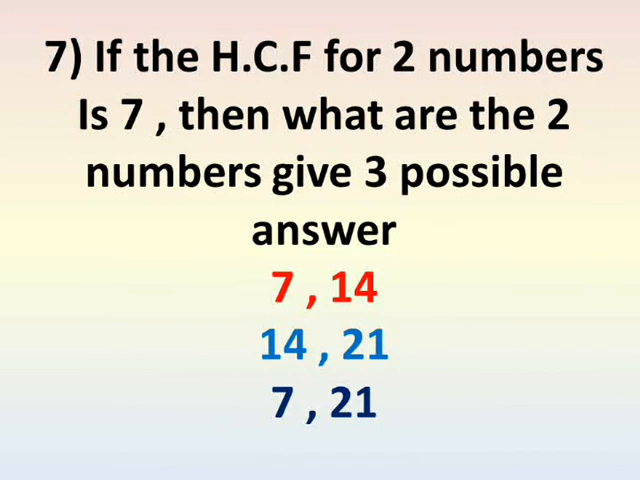 7) If the H.C.F for 2 numbers
Is 7 , then what are the 2
numbers give 3 possible
answer
7 , 14
14 , 21
7 , 21